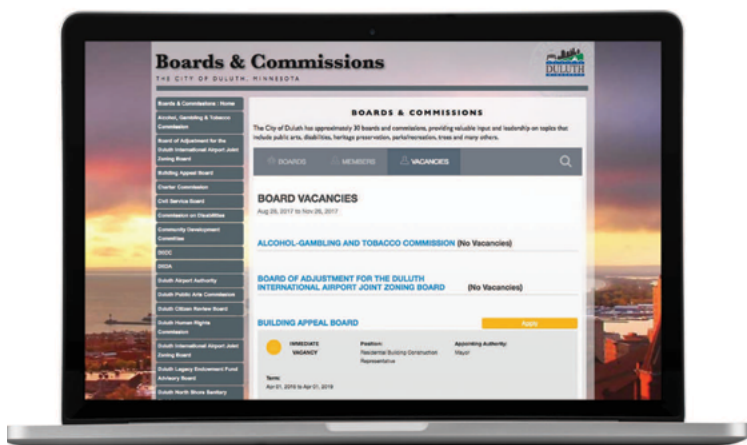 Boards & Commissions
THE CITY OF DULUTH, MINNESOTA
DULUTH
Boards & Commissions : Home
Alcohol, Gambling & Tobacco
Commission
Board of Adjustment for the
Duluth International Airport Joint
Zoning Board
Building Appeal Board
Charter Commission
Civil Service Board
Commission on Disabilities
Community Development
Committee
DECC
DEDA
Duluth Airport Authority
Duluth Public Arts Commission
Duluth Citizen Review Board
Duluth Human Rights
Commission
Duluth International Airport Joint
Zoning Board
Duluth Legacy Endowment Fund
Advisory Board
Duluth North Shore Sanitary
BOARDS & COMMISSIONS
The City of Duluth has approximately 30 boards and commissions, providing valuable input and leadership on topics that
include public arts, disabilities, heritage preservation, parks/recreation, trees and many others.
BOARDS
MEMBERS
VACANCIES
BOARD VACANCIES
Aug 28, 2017 to Nov 26, 2017
ALCOHOL-GAMBLING AND TOBACCO COMMISSION (No Vacancies)
BOARD OF ADJUSTMENT FOR THE DULUTH
INTERNATIONAL AIRPORT JOINT ZONING BOARD (No Vacancies)
BUILDING APPEAL BOARD
Apply
IMMEDIATE
VACANCY
Position:
Residential Building Construction
Representative
Appointing Authority:
Mayor
Term: